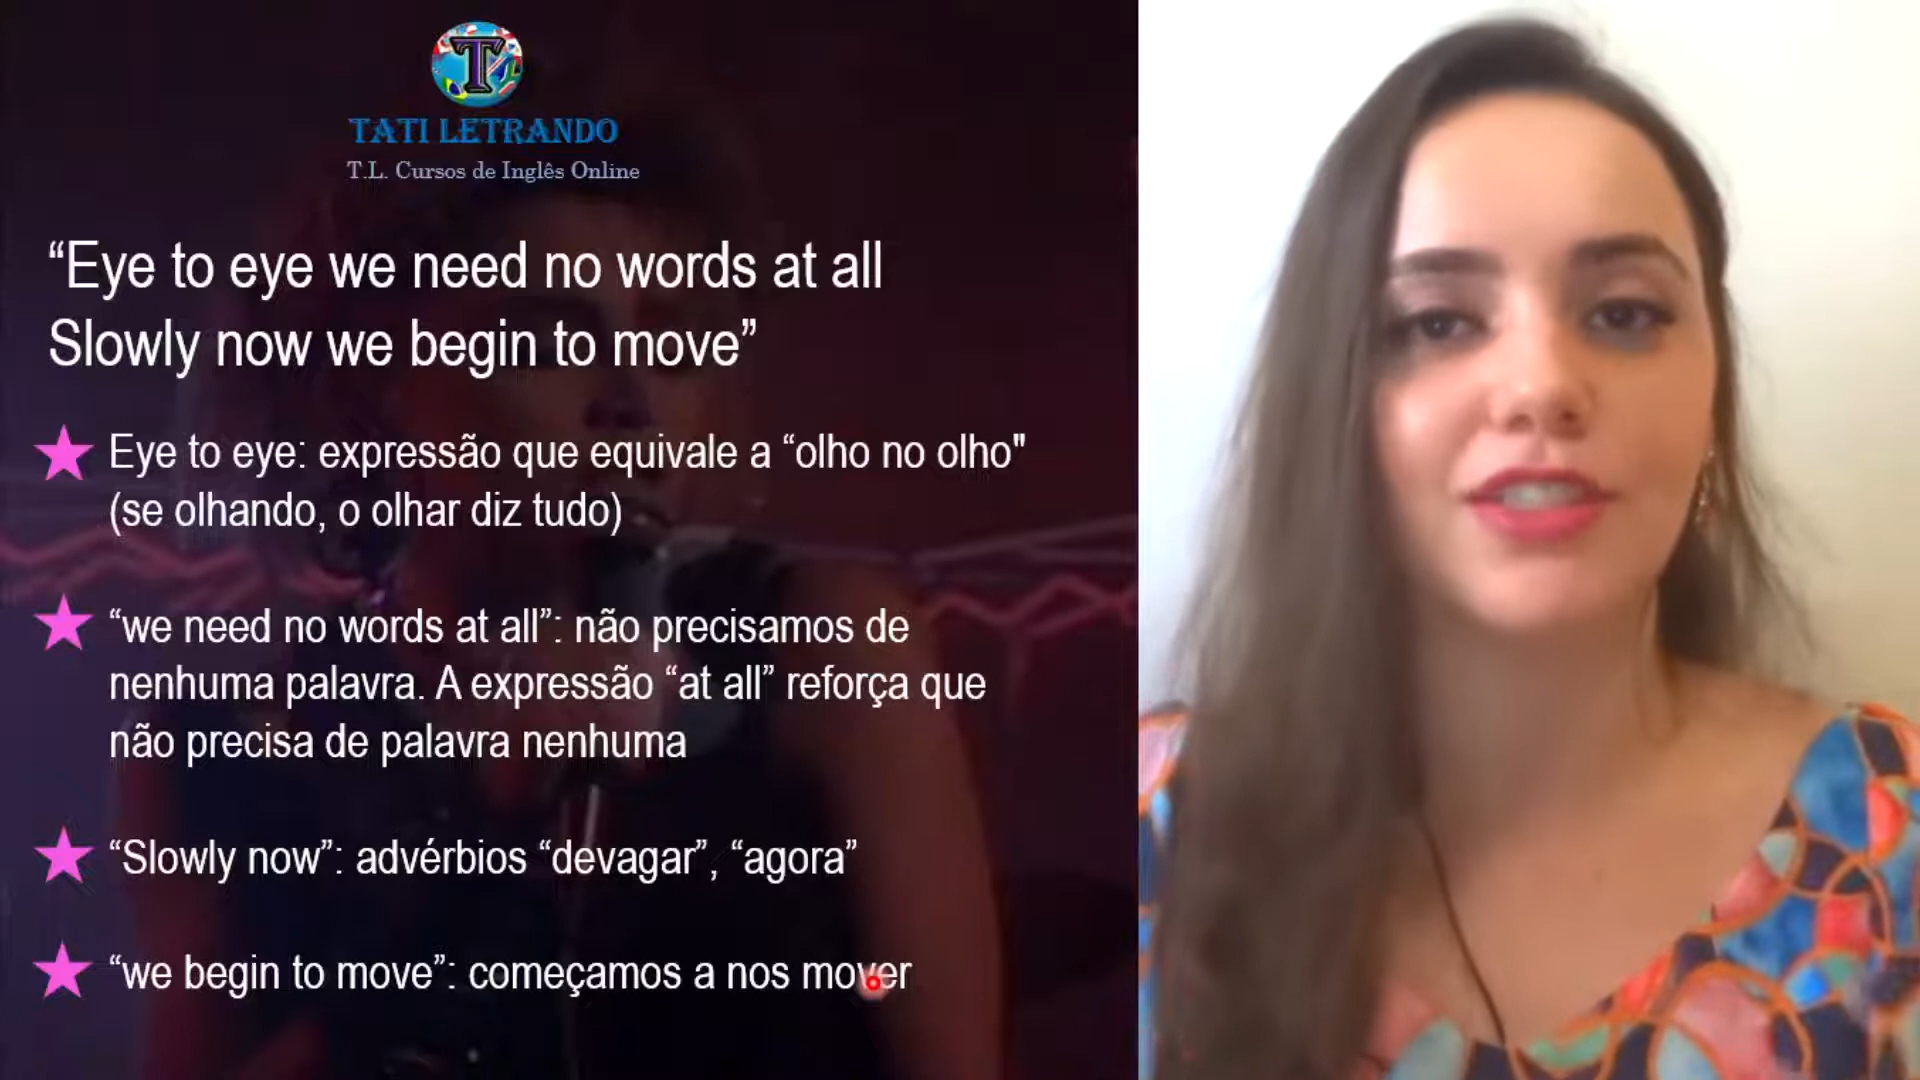 T
TATI LETRANDO
T.L. Cursos de Inglês Online
“Eye to eye we need no words at all
Slowly now we begin to move”
Eye to eye: expressão que equivale a “olho no olho"
(se olhando, o olhar diz tudo)
“we need no words at all”: não precisamos de
nenhuma palavra. A expressão “at all” reforça que
não precisa de palavra nenhuma
“Slowly now”: advérbios “devagar”, “agora”
“we begin to move”: começamos a nos mover